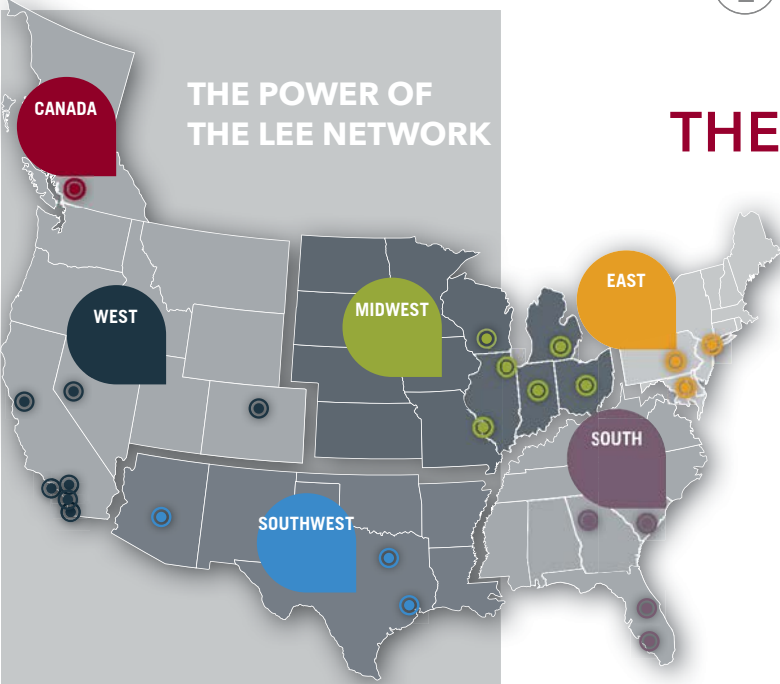 THE POWER OF
THE LEE NETWORK
THE
CANADA
WEST
MIDWEST
EAST
SOUTH
SOUTHWEST